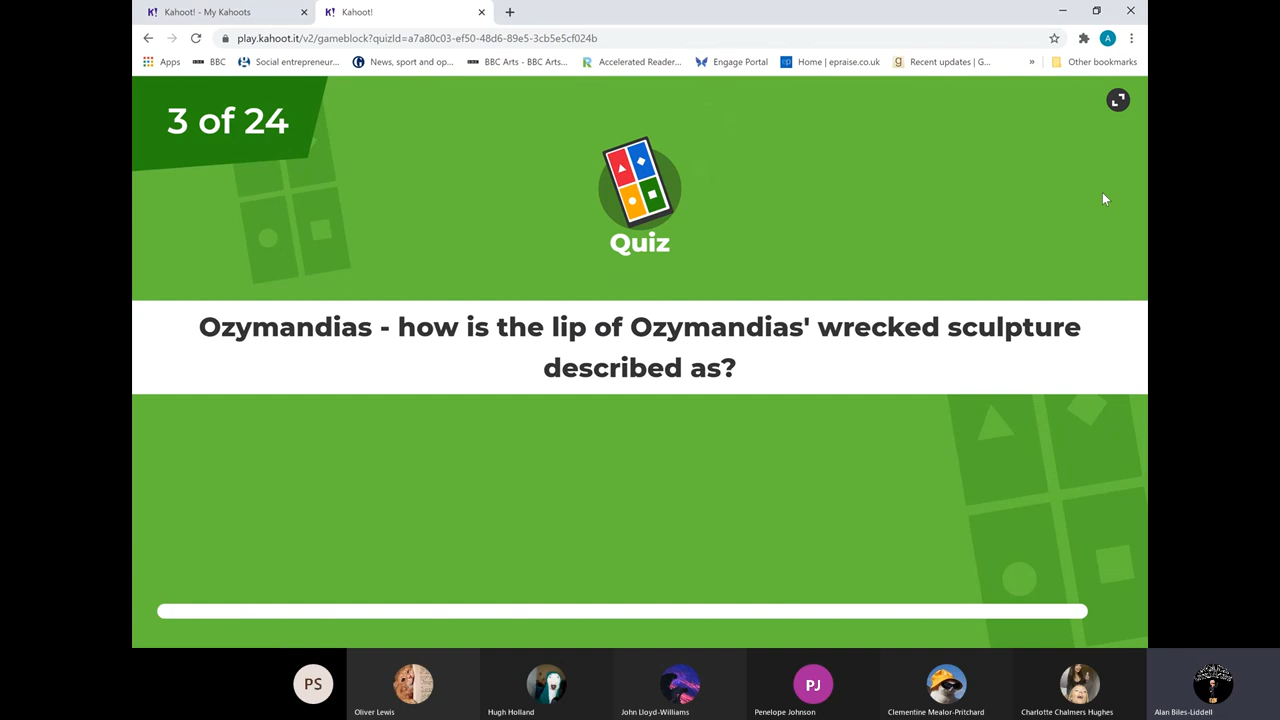 K! Kahoot! - My Kahoots
K! Kahoot!
play.kahoot.it/v2/gameblock?quizId=a7a80c03-ef50-48d6-89e5-3cb5e5cf024b
A
Apps BBC Social entrepreneur... News, sport and op... BBC Arts - BBC Arts... Accelerated Reader... Engage Portal Home | epraise.co.uk Recent updates | G... » Other bookmarks
3 of 24
Quiz
Ozymandias - how is the lip of Ozymandias' wrecked sculpture
described as?
PS
PJ
Oliver Lewis Hugh Holland John Lloyd-Williams Penelope Johnson Clementine Mealor-Pritchard Charlotte Chalmers Hughes Alan Biles-Liddell